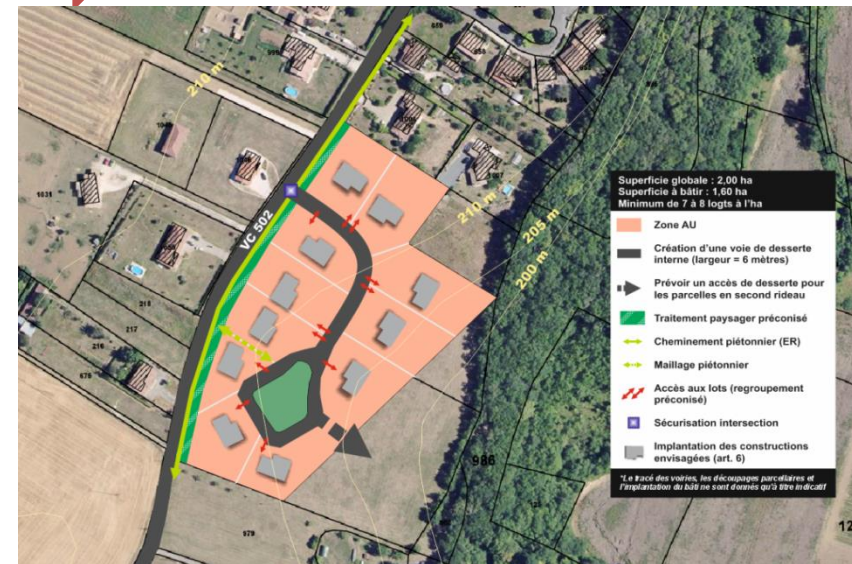 210 m
1031
VC 502
218
217
216
678
210 m
205 m
200 m
986
979
12
Superficie globale : 2,00 ha
Superficie à bâtir : 1,60 ha
Minimum de 7 à 8 logts à l'ha
Zone AU
Création d'une voie de desserte
interne (largeur = 6 mètres)
Prévoir un accès de desserte pour
les parcelles en second rideau
Traitement paysager préconisé
Cheminement piétonnier (ER)
Maillage piétonnier
Accès aux lots (regroupement
préconisé)
Sécurisation intersection
Implantation des constructions
envisagées (art. 6)
*Le tracé des voiries, les découpages parcellaires et
l'implantation du bâti ne sont donnés qu'à titre indicatif